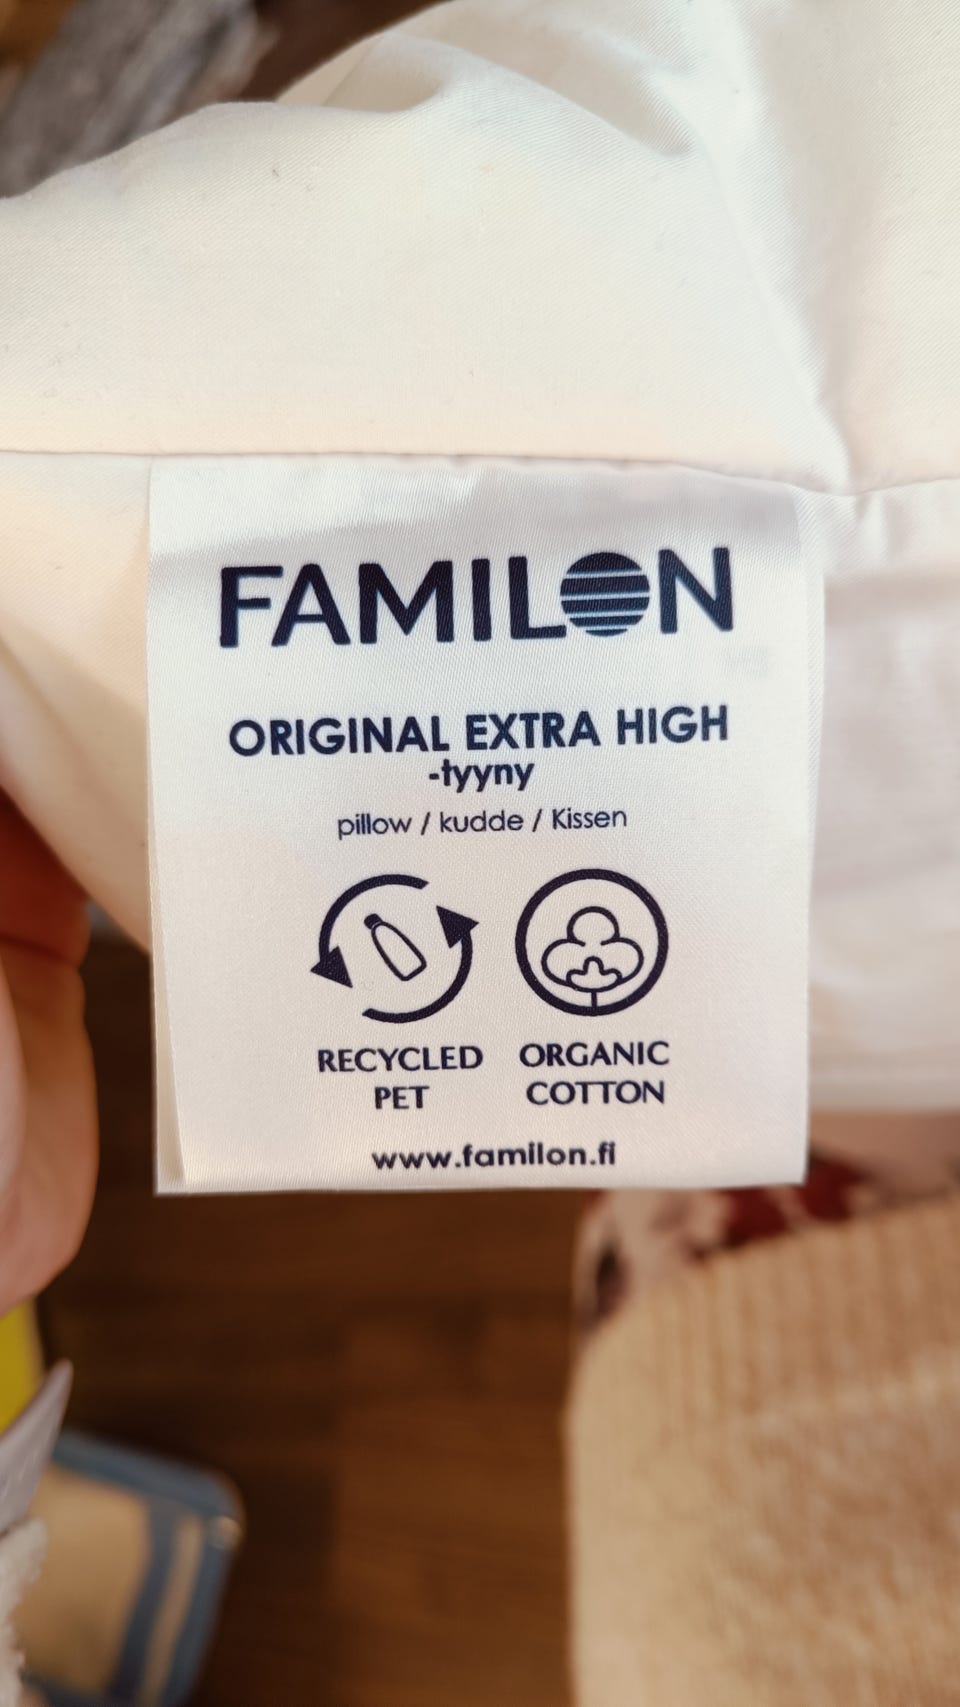 FAMILON
ORIGINAL EXTRA HIGH
-tyyny
pillow / kudde / Kissen
RECYCLED
PET
ORGANIC
COTTON
www.familon.fi